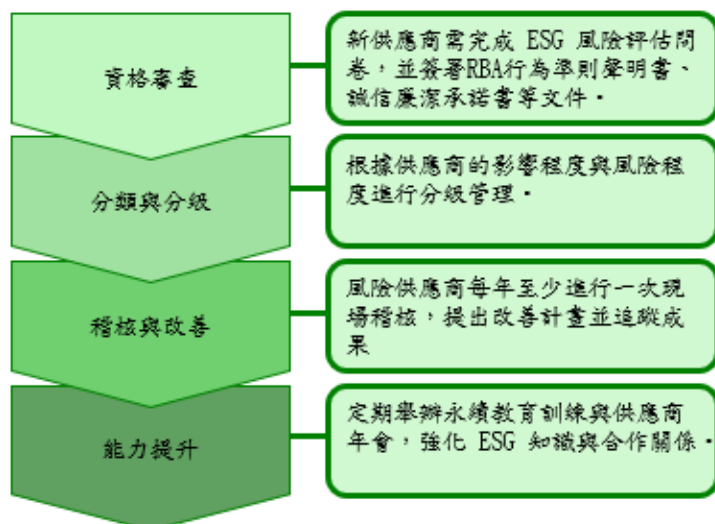 資格審查
新供應商需完成 ESG 風險評估問
卷，並簽署RBA行為準則聲明書、
誠信廉潔承諾書等文件。
分類與分級
根據供應商的影響程度與風險程
度進行分級管理。
稽核與改善
風險供應商每年至少進行一次現
場稽核，提出改善計畫並追蹤成
果
能力提升
定期舉辦永續教育訓練與供應商
年會，強化 ESG 知識與合作關係。